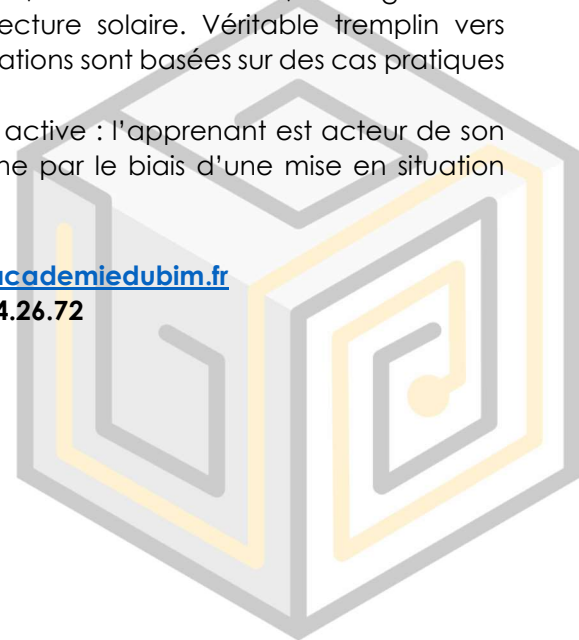 ecture solaire. Véritable tremplin vers
ations sont basées sur des cas pratiques
active : l’apprenant est acteur de son
ne par le biais d’une mise en situation
academiedubim.fr
4.26.72